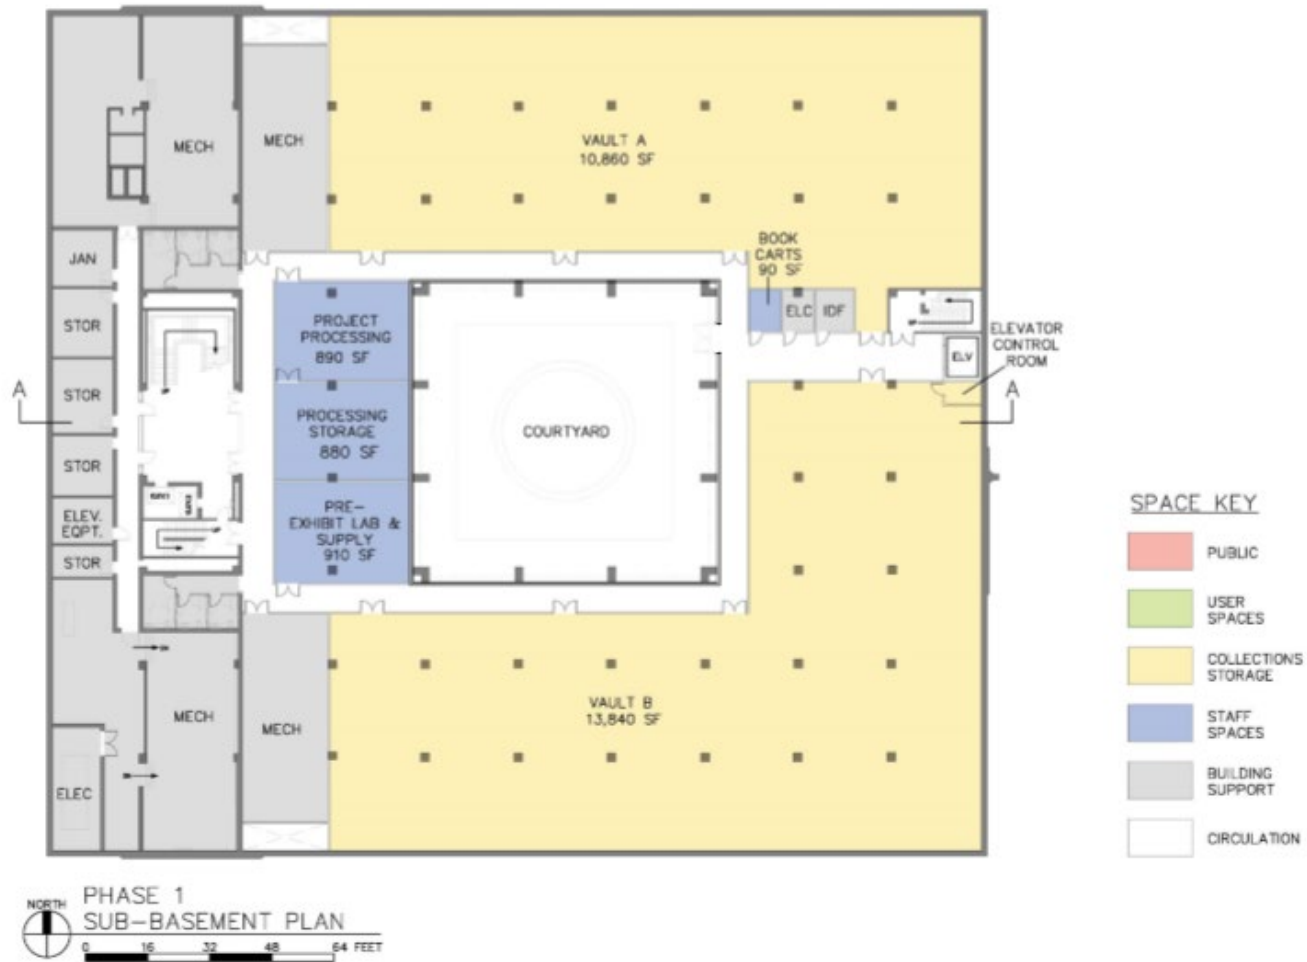 MECH
MECH
VAULT A
10,860 SF
JAN
STOR
STOR
STOR
ELEV.
EQPT.
STOR
BOOK
CARTS
90 SF
ELC
IDF
ELEVATOR
CONTROL
ROOM
ELV
A
A
PROJECT
PROCESSING
890 SF
PROCESSING
STORAGE
880 SF
PRE-
EXHIBIT LAB &
SUPPLY
910 SF
COURTYARD
MECH
MECH
VAULT B
13,840 SF
ELEC
SPACE KEY
PUBLIC
USER
SPACES
COLLECTIONS
STORAGE
STAFF
SPACES
BUILDING
SUPPORT
CIRCULATION
NORTH
PHASE 1
SUB-BASEMENT PLAN
0 16 32 48 64 FEET